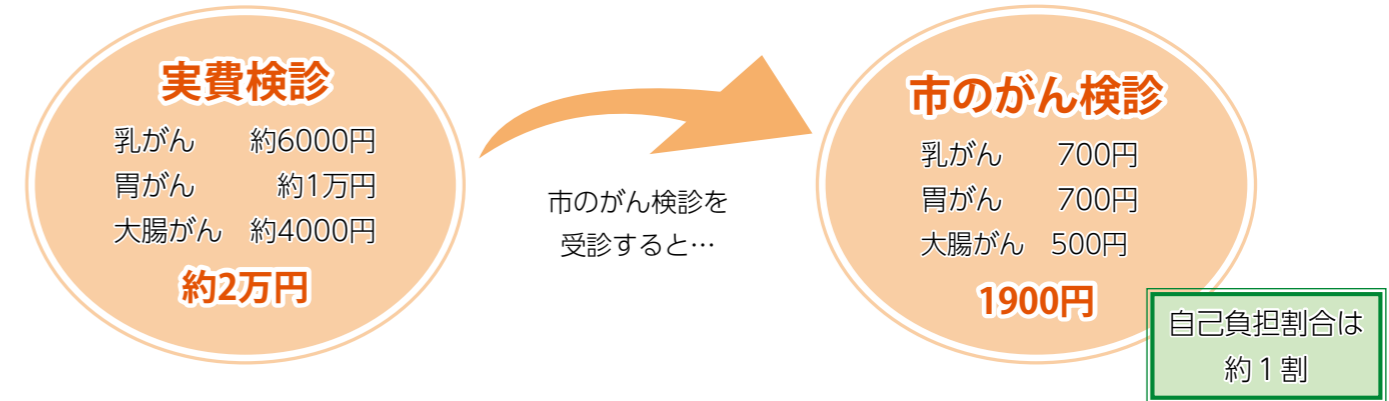 実費検診
乳がん 約6000円
胃がん 約1万円
大腸がん 約4000円
約2万円
市のがん検診を
受診すると…
市のがん検診
乳がん 700円
胃がん 700円
大腸がん 500円
1900円
自己負担割合は
約１割